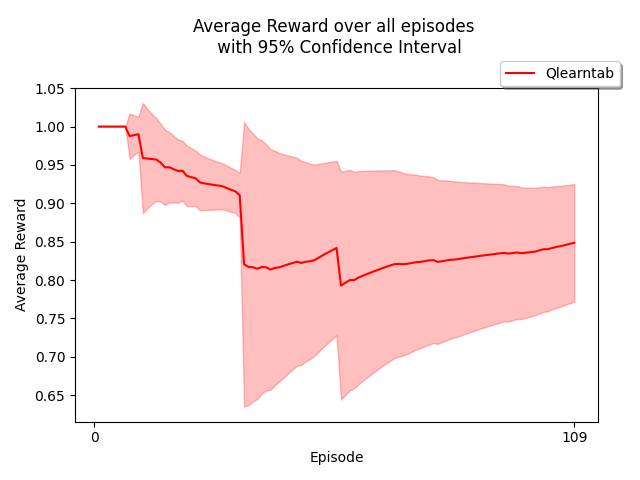 Average Reward over all episodes
with 95% Confidence Interval
Qlearntab
1.05
1.00
0.95
0.90
0.85
0.80
0.75
0.70
0.65
Average Reward
0
109
Episode